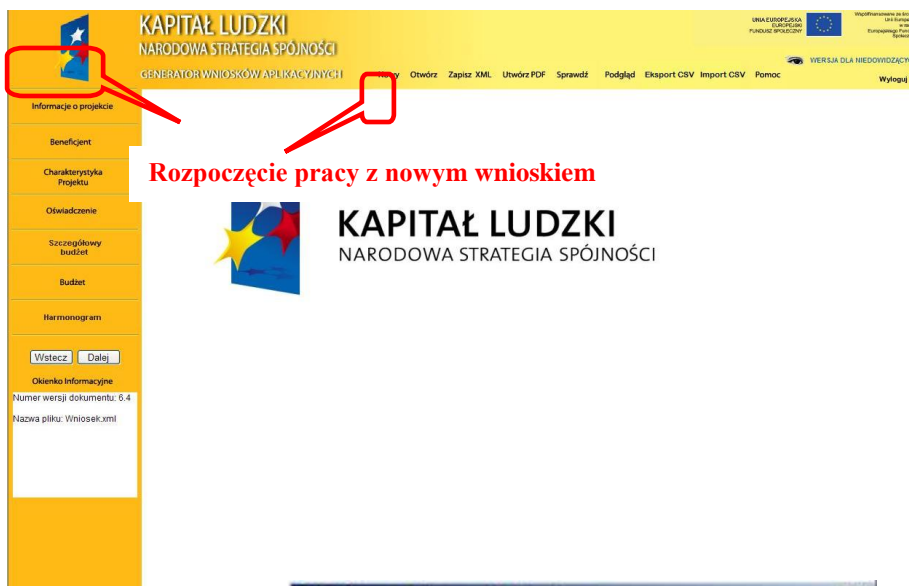 KAPITAŁ LUDZKI
NARODOWA STRATEGIA SPÓJNOŚCI
GENERATOR WNIOSKÓW APLIKACYJNYCH
UNIA EUROPEJSKA
EUROPEJSKI
FUNDUSZ SPOŁECZNY
WERSJA DLA NIEDOWIDZĄCYC
Nowy Otwórz Zapisz XML Utwórz PDF Sprawdź Podgląd Eksport CSV Import CSV Pomoc
Wyloguj
Informacje o projekcie
Beneficjent
Charakterystyka
Projektu
Oświadczenie
Szczegółowy
budżet
Budżet
Harmonogram
Wstecz Dalej
Okienko Informacyjne
Numer wersji dokumentu: 6.4
Nazwa pliku: Wniosek.xml
Rozpoczęcie pracy z nowym wnioskiem
KAPITAŁ LUDZKI
NARODOWA STRATEGIA SPÓJNOŚCI